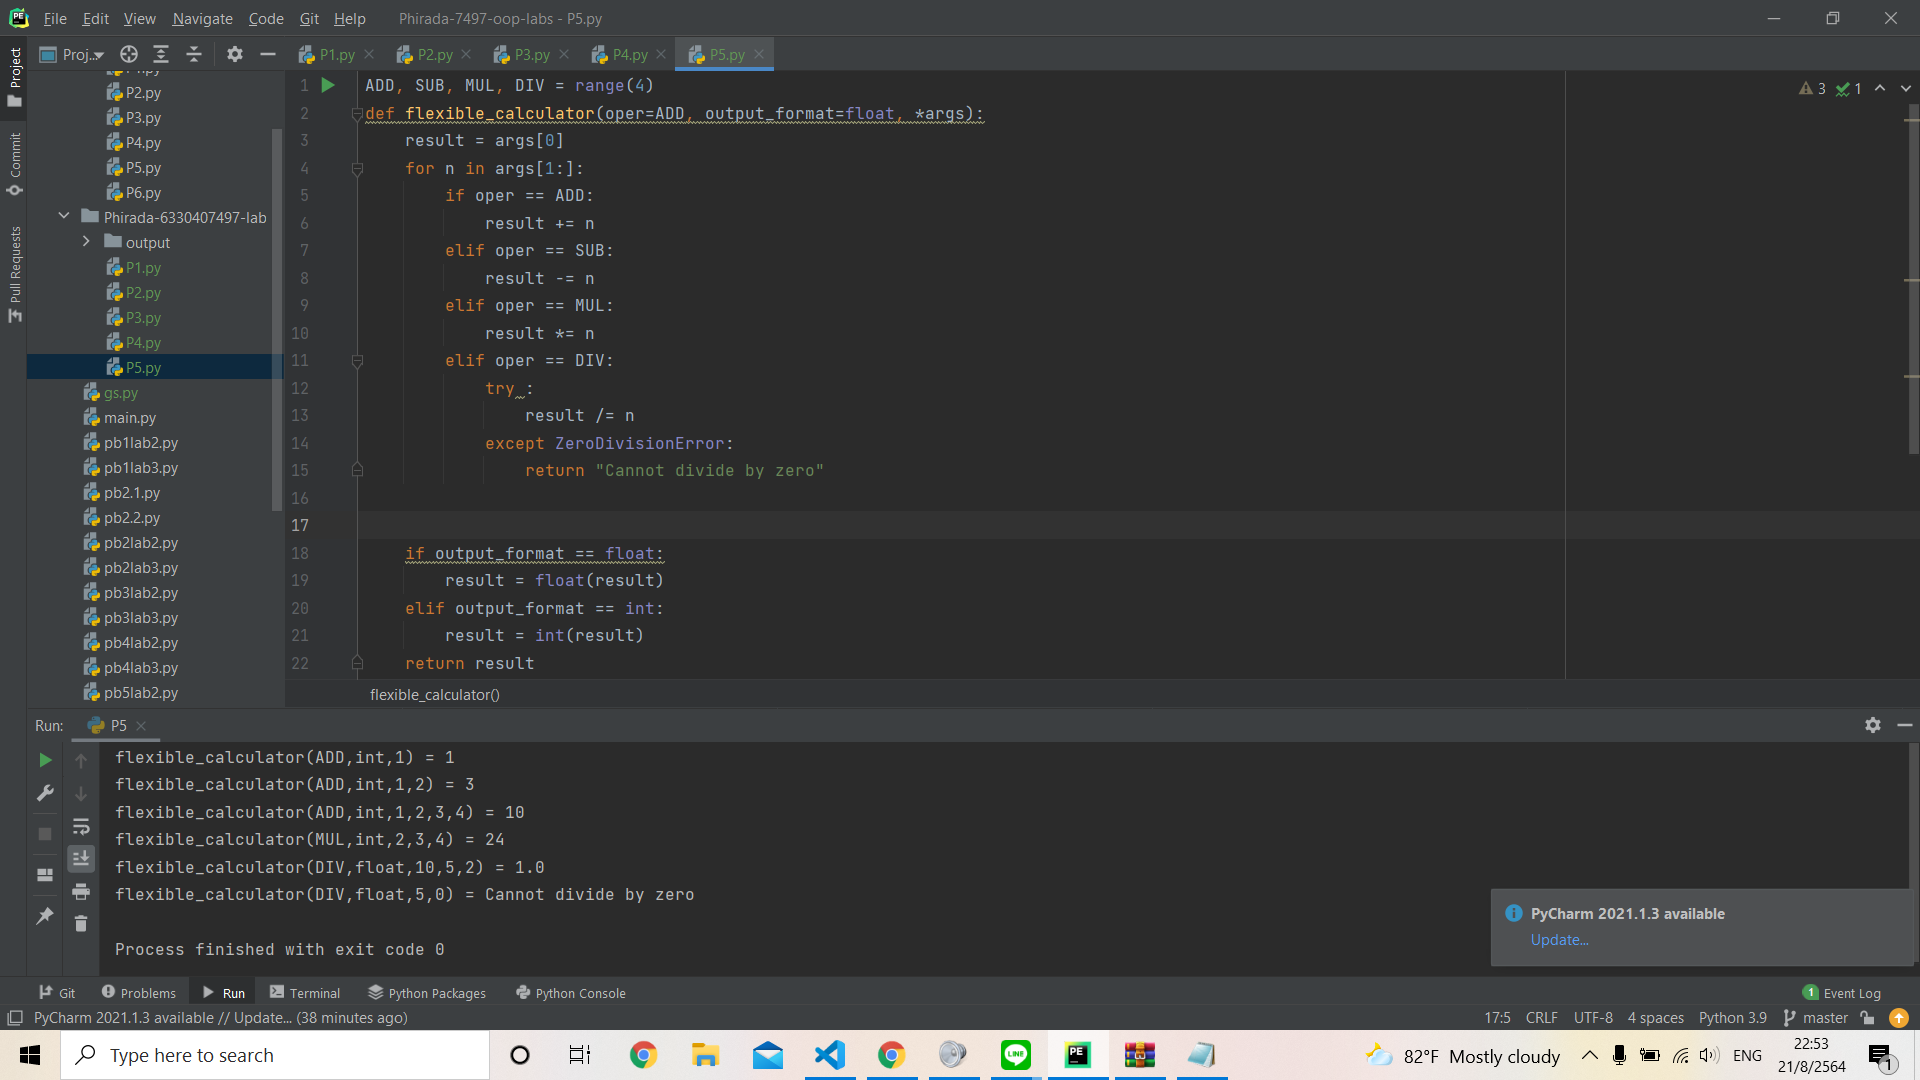 File Edit View Navigate Code Git Help Phirada-7497-oop-labs - P5.py
Proj... P1.py P2.py P3.py P4.py P5.py
Project
Commit
Pull Requests
P2.py
P3.py
P4.py
P5.py
P6.py
Phirada-6330407497-lab
output
P1.py
P2.py
P3.py
P4.py
P5.py
gs.py
main.py
pb1lab2.py
pb1lab3.py
pb2.1.py
pb2.2.py
pb2lab2.py
pb2lab3.py
pb3lab2.py
pb3lab3.py
pb4lab2.py
pb4lab3.py
pb5lab2.py
3 1
1 ADD, SUB, MUL, DIV = range(4)
2 def flexible_calculator(oper=ADD, output_format=float, *args):
3 result = args[0]
4 for n in args[1:]:
5 if oper == ADD:
6 result += n
7 elif oper == SUB:
8 result -= n
9 elif oper == MUL:
10 result *= n
11 elif oper == DIV:
12 try :
13 result /= n
14 except ZeroDivisionError:
15 return "Cannot divide by zero"
16
17
18 if output_format == float:
19 result = float(result)
20 elif output_format == int:
21 result = int(result)
22 return result
flexible_calculator()
Run: P5
flexible_calculator(ADD,int,1) = 1
flexible_calculator(ADD,int,1,2) = 3
flexible_calculator(ADD,int,1,2,3,4) = 10
flexible_calculator(MUL,int,2,3,4) = 24
flexible_calculator(DIV,float,10,5,2) = 1.0
flexible_calculator(DIV,float,5,0) = Cannot divide by zero
Process finished with exit code 0
PyCharm 2021.1.3 available
Update...
Git Problems Run Terminal Python Packages Python Console 1 Event Log
PyCharm 2021.1.3 available // Update... (38 minutes ago) 17:5 CRLF UTF-8 4 spaces Python 3.9 master
Type here to search LINE PE 82°F Mostly cloudy ENG 22:53
21/8/2564
1